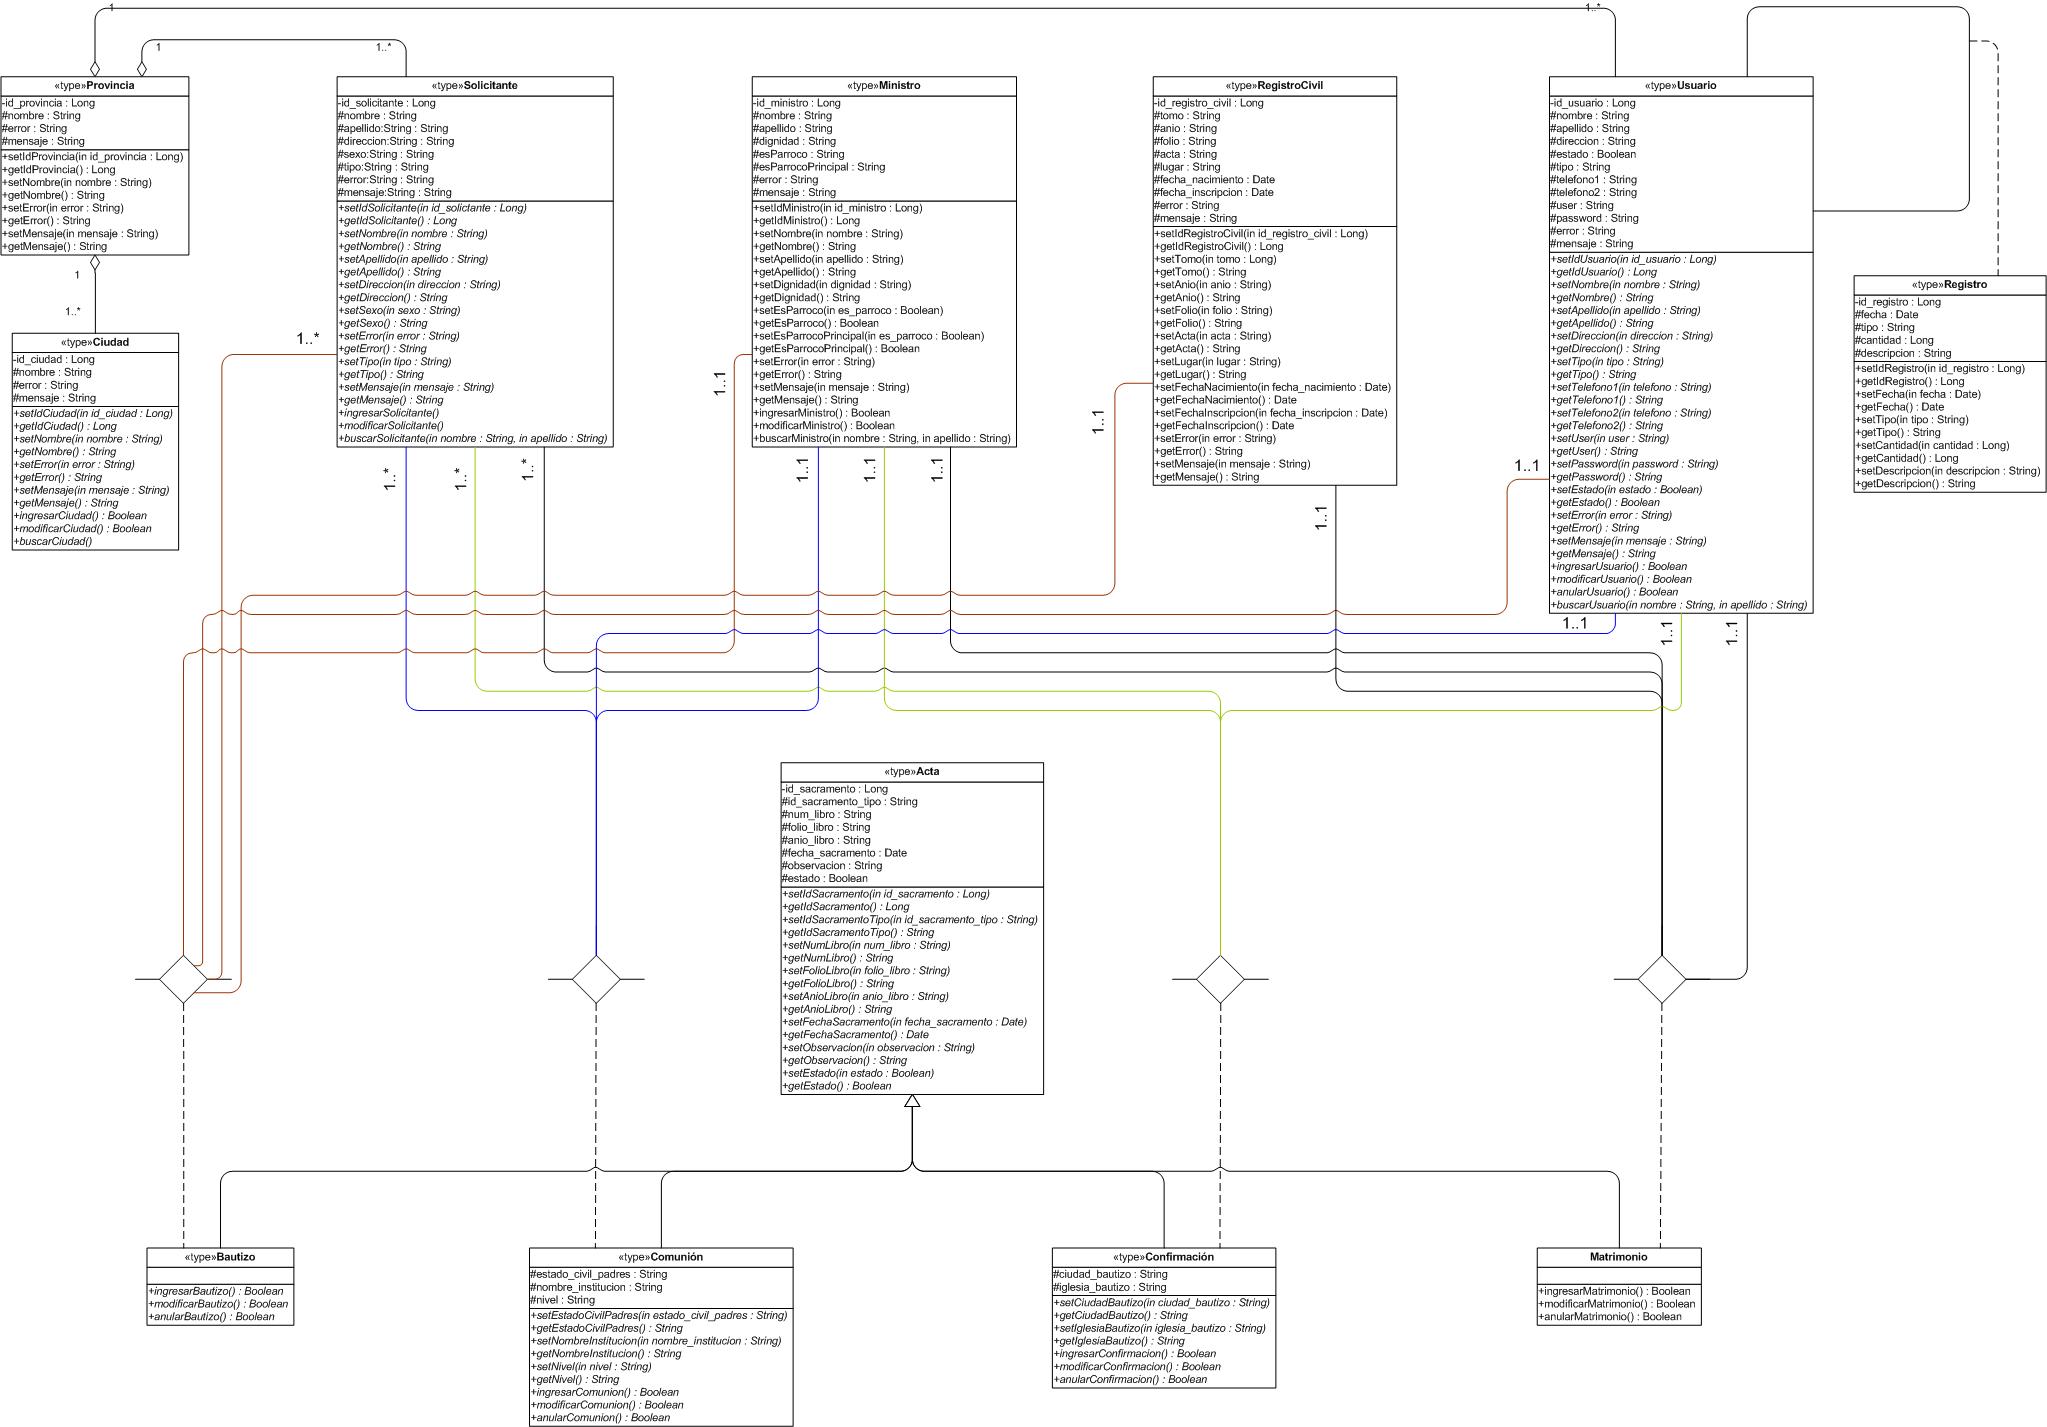 1
1..*
1
1..*
«type»Provincia
-id_provincia : Long
#nombre : String
#error : String
#mensaje : String
+setIdProvincia(in id_provincia : Long)
+getIdProvincia() : Long
+setNombre(in nombre : String)
+getNombre() : String
+setError(in error : String)
+getError() : String
+setMensaje(in mensaje : String)
+getMensaje() : String
1
1..*
«type»Ciudad
-id_ciudad : Long
#nombre : String
#error : String
#mensaje : String
+setIdCiudad(in id_ciudad : Long)
+getIdCiudad() : Long
+setNombre(in nombre : String)
+getNombre() : String
+setError(in error : String)
+getError() : String
+setMensaje(in mensaje : String)
+getMensaje() : String
+ingresarCiudad() : Boolean
+modificarCiudad() : Boolean
+buscarCiudad()
«type»Solicitante
-id_solicitante : Long
#nombre : String
#apellido:String : String
#direccion:String : String
#sexo:String : String
#tipo:String : String
#error:String : String
#mensaje:String : String
+setIdSolicitante(in id_solictante : Long)
+getIdSolicitante() : Long
+setNombre(in nombre : String)
+getNombre() : String
+setApellido(in apellido : String)
+getApellido() : String
+setDireccion(in direccion : String)
+getDireccion() : String
+setSexo(in sexo : String)
+getSexo() : String
+setError(in error : String)
+getError() : String
+setTipo(in tipo : String)
+getTipo() : String
+setMensaje(in mensaje : String)
+getMensaje() : String
+ingresarSolicitante()
+modificarSolicitante()
+buscarSolicitante(in nombre : String, in apellido : String)
1..*
1..*
1..*
1..*
«type»Ministro
-id_ministro : Long
#nombre : String
#apellido : String
#dignidad : String
#esParroco : String
#esParrocoPrincipal : String
#error : String
#mensaje : String
+setIdMinistro(in id_ministro : Long)
+getIdMinistro() : Long
+setNombre(in nombre : String)
+getNombre() : String
+setApellido(in apellido : String)
+getApellido() : String
+setDignidad(in dignidad : String)
+getDignidad() : String
+setEsParroco(in es_parroco : Boolean)
+getEsParroco() : Boolean
+setEsParrocoPrincipal(in es_parroco : Boolean)
+getEsParrocoPrincipal() : Boolean
+setError(in error : String)
+getError() : String
+setMensaje(in mensaje : String)
+getMensaje() : String
+ingresarMinistro() : Boolean
+modificarMinistro() : Boolean
+buscarMinistro(in nombre : String, in apellido : String)
1..1
1..1
1..1
1..1
«type»RegistroCivil
-id_registro_civil : Long
#tomo : String
#anio : String
#folio : String
#acta : String
#lugar : String
#fecha_nacimiento : Date
#fecha_inscripcion : Date
#error : String
#mensaje : String
+setIdRegistroCivil(in id_registro_civil : Long)
+getIdRegistroCivil() : Long
+setTomo(in tomo : Long)
+getTomo() : String
+setAnio(in anio : String)
+getAnio() : String
+setFolio(in folio : String)
+getFolio() : String
+setActa(in acta : String)
+getActa() : String
+setLugar(in lugar : String)
+getLugar() : String
+setFechaNacimiento(in fecha_nacimiento : Date)
+getFechaNacimiento() : Date
+setFechaInscripcion(in fecha_inscripcion : Date)
+getFechaInscripcion() : Date
+setError(in error : String)
+getError() : String
+setMensaje(in mensaje : String)
+getMensaje() : String
1..1
1..1
«type»Usuario
-id_usuario : Long
#nombre : String
#apellido : String
#direccion : String
#estado : Boolean
#tipo : String
#telefono1 : String
#telefono2 : String
#user : String
#password : String
#error : String
#mensaje : String
+setIdUsuario(in id_usuario : Long)
+getIdUsuario() : Long
+setNombre(in nombre : String)
+getNombre() : String
+setApellido(in apellido : String)
+getApellido() : String
+setDireccion(in direccion : String)
+getDireccion() : String
+setTipo(in tipo : String)
+getTipo() : String
+setTelefono1(in telefono : String)
+getTelefono1() : String
+setTelefono2(in telefono : String)
+getTelefono2() : String
+setUser(in user : String)
+getUser() : String
+setPassword(in password : String)
+getPassword() : String
+setEstado(in estado : Boolean)
+getEstado() : Boolean
+setError(in error : String)
+getError() : String
+setMensaje(in mensaje : String)
+getMensaje() : String
+ingresarUsuario() : Boolean
+modificarUsuario() : Boolean
+anularUsuario() : Boolean
+buscarUsuario(in nombre : String, in apellido : String)
1..1
1..1
1..1
1..1
«type»Registro
-id_registro : Long
#fecha : Date
#tipo : String
#cantidad : Long
#descripcion : String
+setIdRegistro(in id_registro : Long)
+getIdRegistro() : Long
+setFecha(in fecha : Date)
+getFecha() : Date
+setTipo(in tipo : String)
+getTipo() : String
+setCantidad(in cantidad : Long)
+getCantidad() : Long
+setDescripcion(in descripcion : String)
+getDescripcion() : String
«type»Acta
-id_sacramento : Long
#id_sacramento_tipo : String
#num_libro : String
#folio_libro : String
#anio_libro : String
#fecha_sacramento : Date
#observacion : String
#estado : Boolean
+setIdSacramento(in id_sacramento : Long)
+getIdSacramento() : Long
+setIdSacramentoTipo(in id_sacramento_tipo : String)
+getIdSacramentoTipo() : String
+setNumLibro(in num_libro : String)
+getNumLibro() : String
+setFolioLibro(in folio_libro : String)
+getFolioLibro() : String
+setAnioLibro(in anio_libro : String)
+getAnioLibro() : String
+setFechaSacramento(in fecha_sacramento : Date)
+getFechaSacramento() : Date
+setObservacion(in observacion : String)
+getObservacion() : String
+setEstado(in estado : Boolean)
+getEstado() : Boolean
«type»Bautizo
+ingresarBautizo() : Boolean
+modificarBautizo() : Boolean
+anularBautizo() : Boolean
«type»Comunión
#estado_civil_padres : String
#nombre_institucion : String
#nivel : String
+setEstadoCivilPadres(in estado_civil_padres : String)
+getEstadoCivilPadres() : String
+setNombreInstitucion(in nombre_institucion : String)
+getNombreInstitucion() : String
+setNivel(in nivel : String)
+getNivel() : String
+ingresarComunion() : Boolean
+modificarComunion() : Boolean
+anularComunion() : Boolean
«type»Confirmación
#ciudad_bautizo : String
#iglesia_bautizo : String
+setCiudadBautizo(in ciudad_bautizo : String)
+getCiudadBautizo() : String
+setIglesiaBautizo(in iglesia_bautizo : String)
+getIglesiaBautizo() : String
+ingresarConfirmacion() : Boolean
+modificarConfirmacion() : Boolean
+anularConfirmacion() : Boolean
Matrimonio
+ingresarMatrimonio() : Boolean
+modificarMatrimonio() : Boolean
+anularMatrimonio() : Boolean